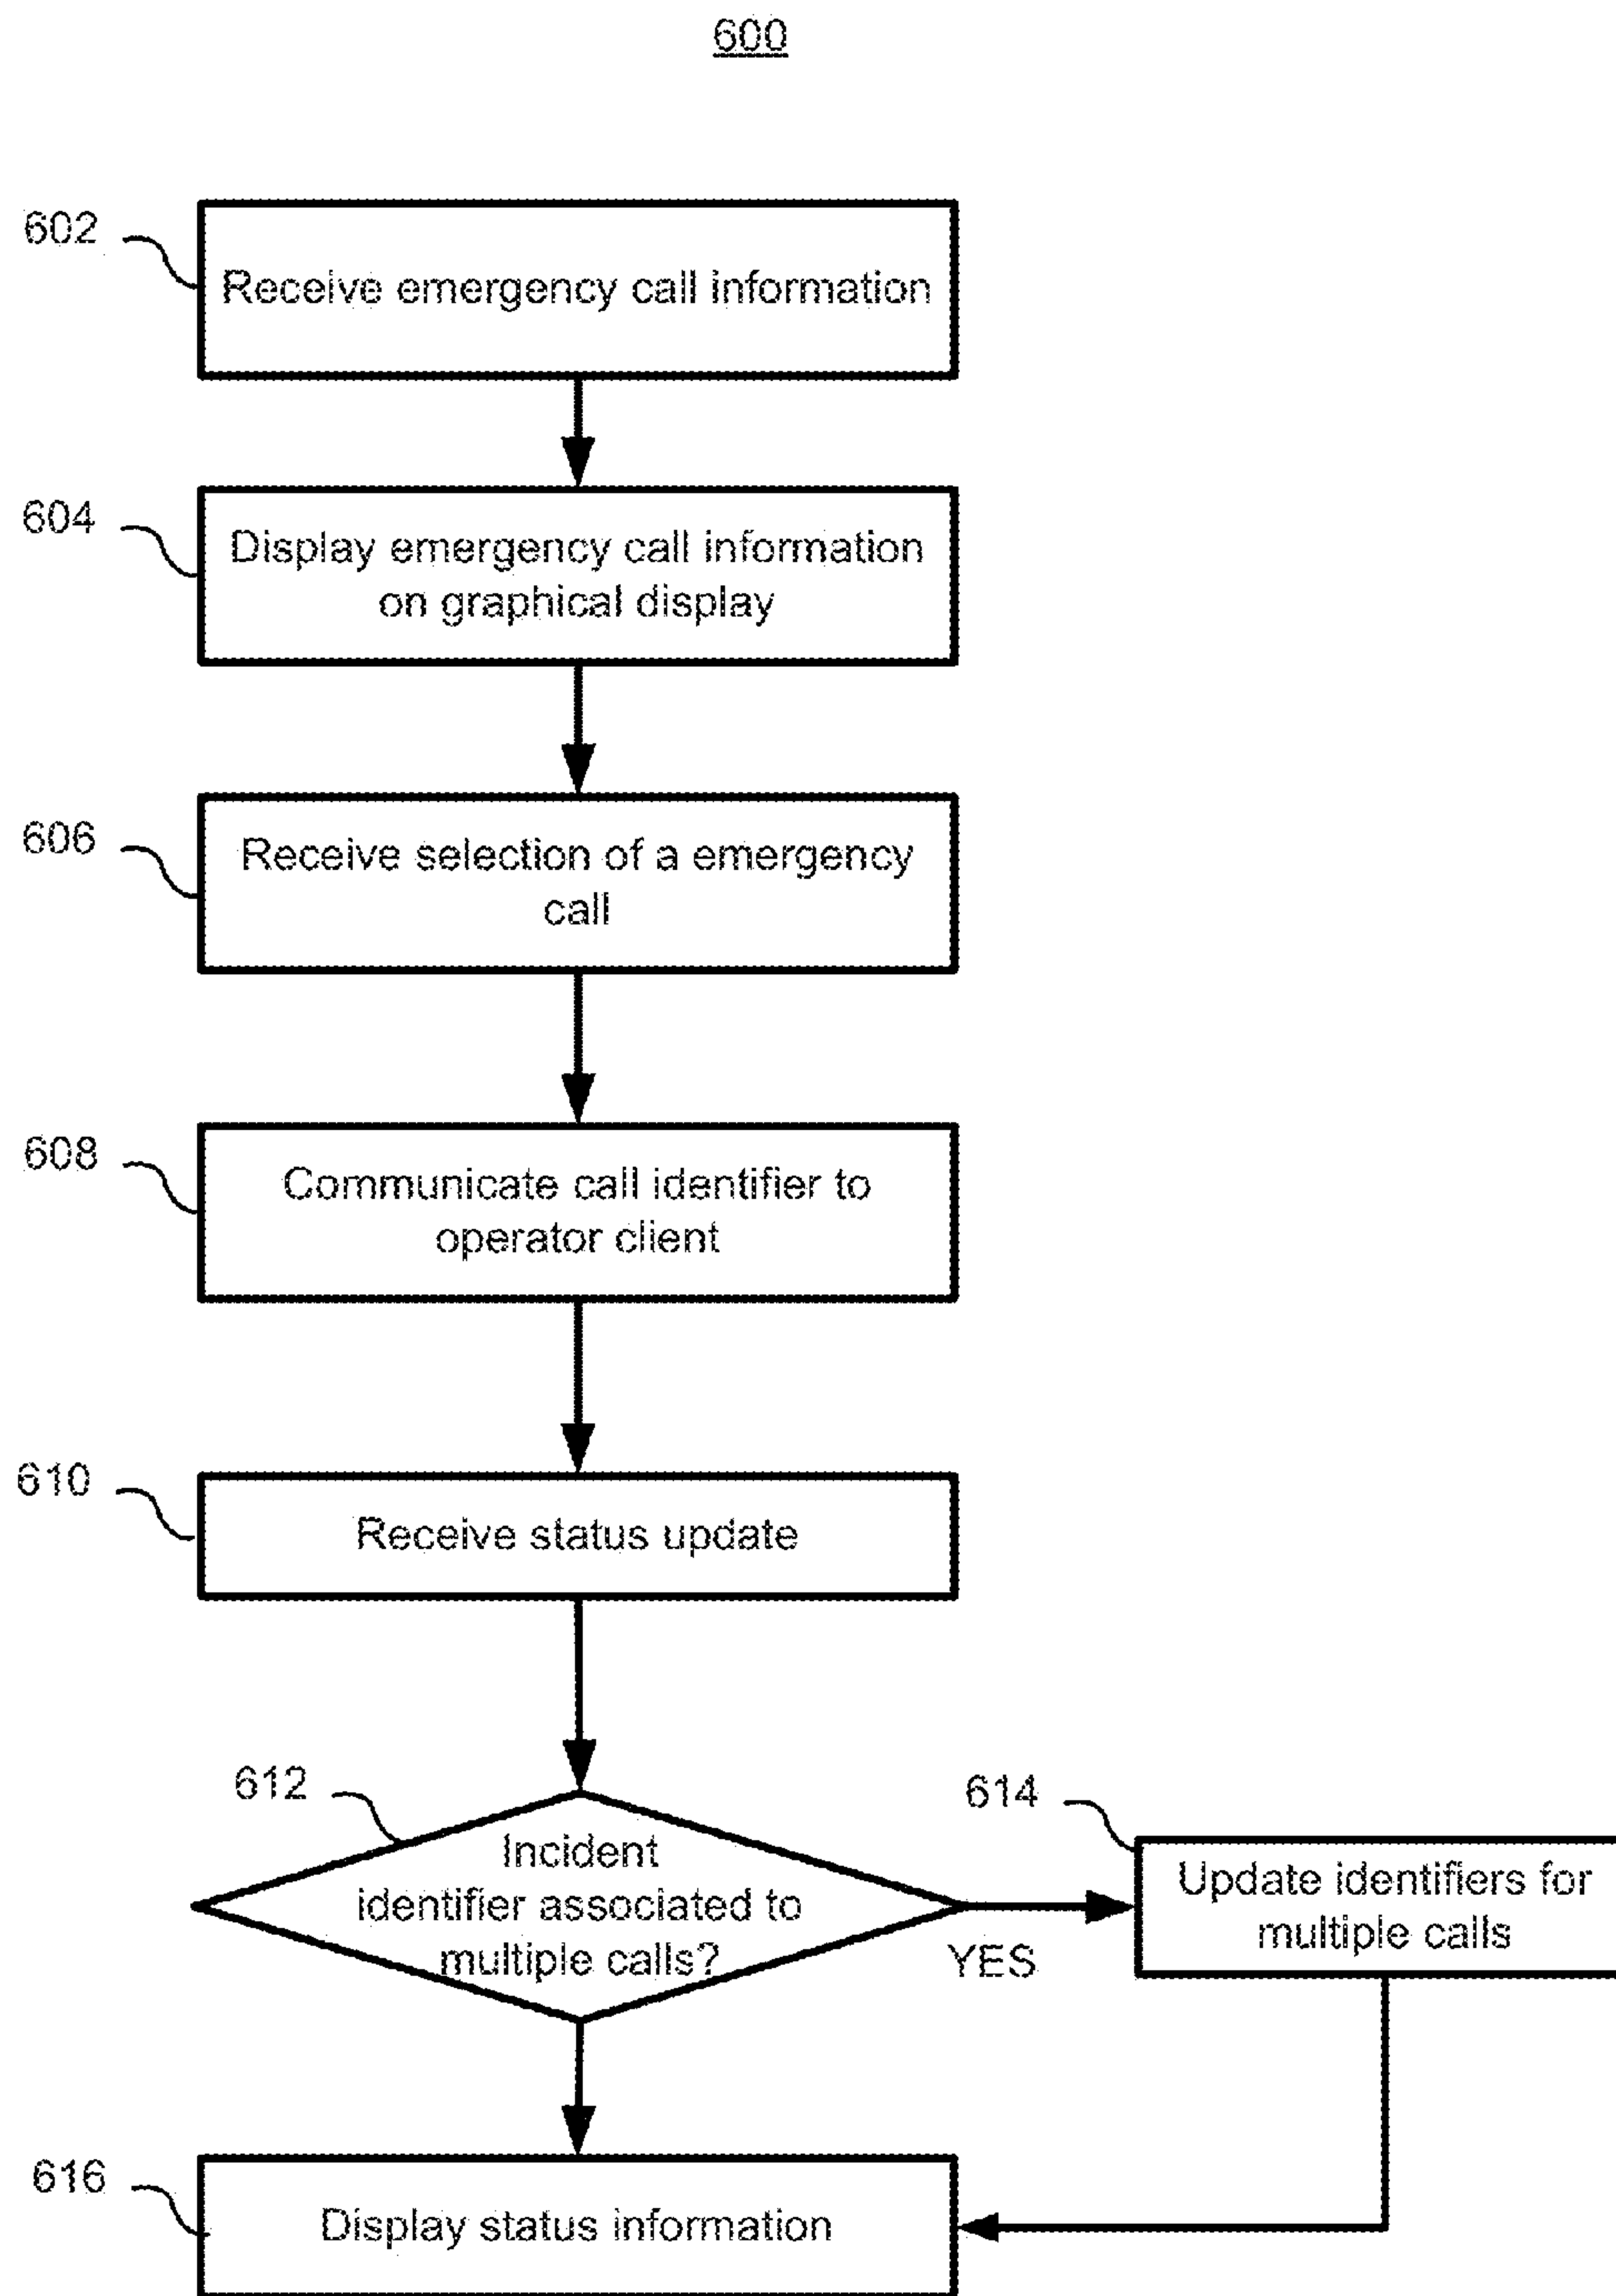 600
602
Receive emergency call information
604
Display emergency call information
on graphical display
606
Receive selection of a emergency
call
608
Communicate call identifier to
operator client
610
Receive status update
612
Incident
identifier associated to
multiple calls?
YES
614
Update identifiers for
multiple calls
616
Display status information